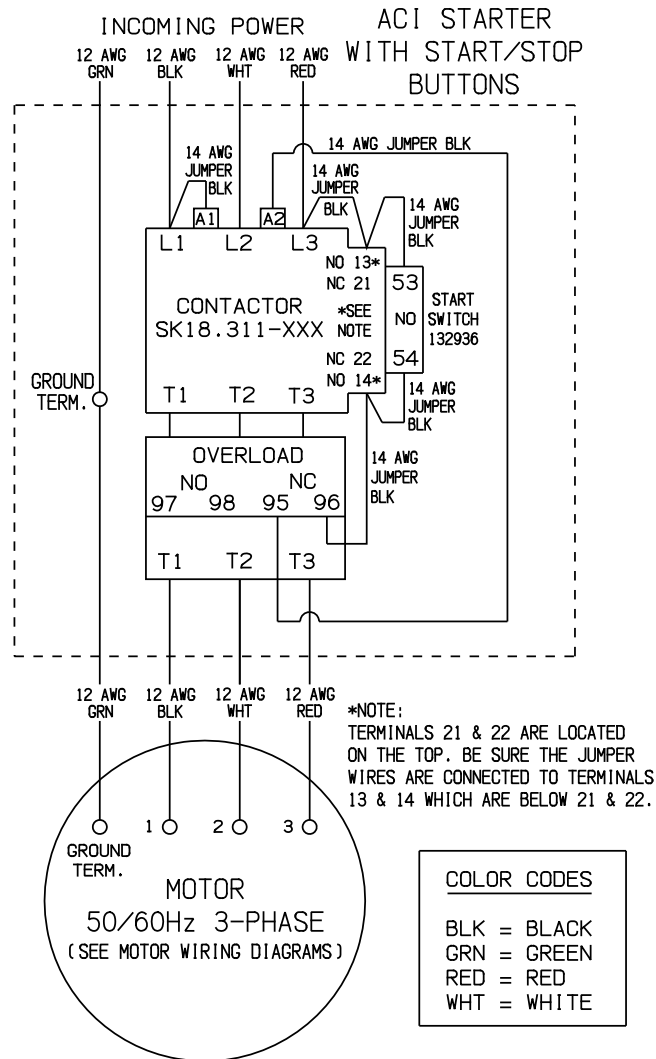 INCOMING POWER
ACI STARTER
WITH START/STOP
BUTTONS
12 AWG
GRN
12 AWG
BLK
12 AWG
WHT
12 AWG
RED
14 AWG
JUMPER
BLK
14 AWG JUMPER BLK
14 AWG
JUMPER
BLK
14 AWG
JUMPER
BLK
A1
A2
L1
L2
L3
NO 13*
NC 21
*SEE
NOTE
NC 22
NO 14*
CONTACTOR
SK18.311-XXX
53
NO
54
START
SWITCH
132936
GROUND
TERM.
T1
T2
T3
14 AWG
JUMPER
BLK
OVERLOAD
NO
NC
97
98
95
96
14 AWG
JUMPER
BLK
T1
T2
T3
12 AWG
GRN
12 AWG
BLK
12 AWG
WHT
12 AWG
RED
*NOTE:
TERMINALS 21 & 22 ARE LOCATED
ON THE TOP. BE SURE THE JUMPER
WIRES ARE CONNECTED TO TERMINALS
13 & 14 WHICH ARE BELOW 21 & 22.
GROUND
TERM.
1
2
3
MOTOR
50/60Hz 3-PHASE
(SEE MOTOR WIRING DIAGRAMS)
COLOR CODES
BLK = BLACK
GRN = GREEN
RED = RED
WHT = WHITE